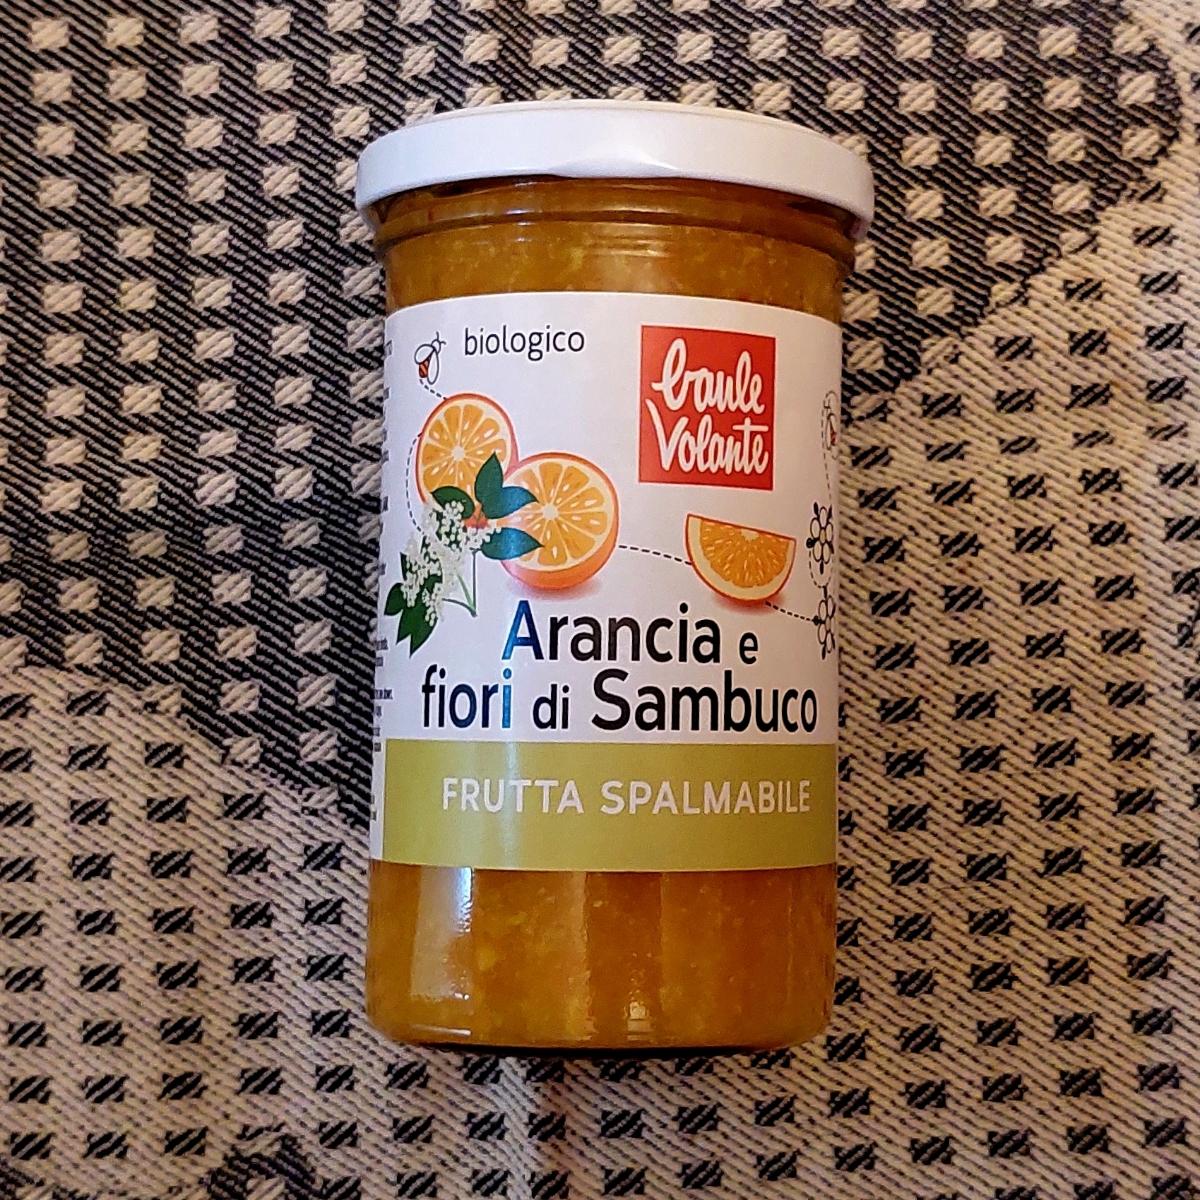 biologico
baule
Volante
Arancia e
fiori di Sambuco
FRUTTA SPALMABILE